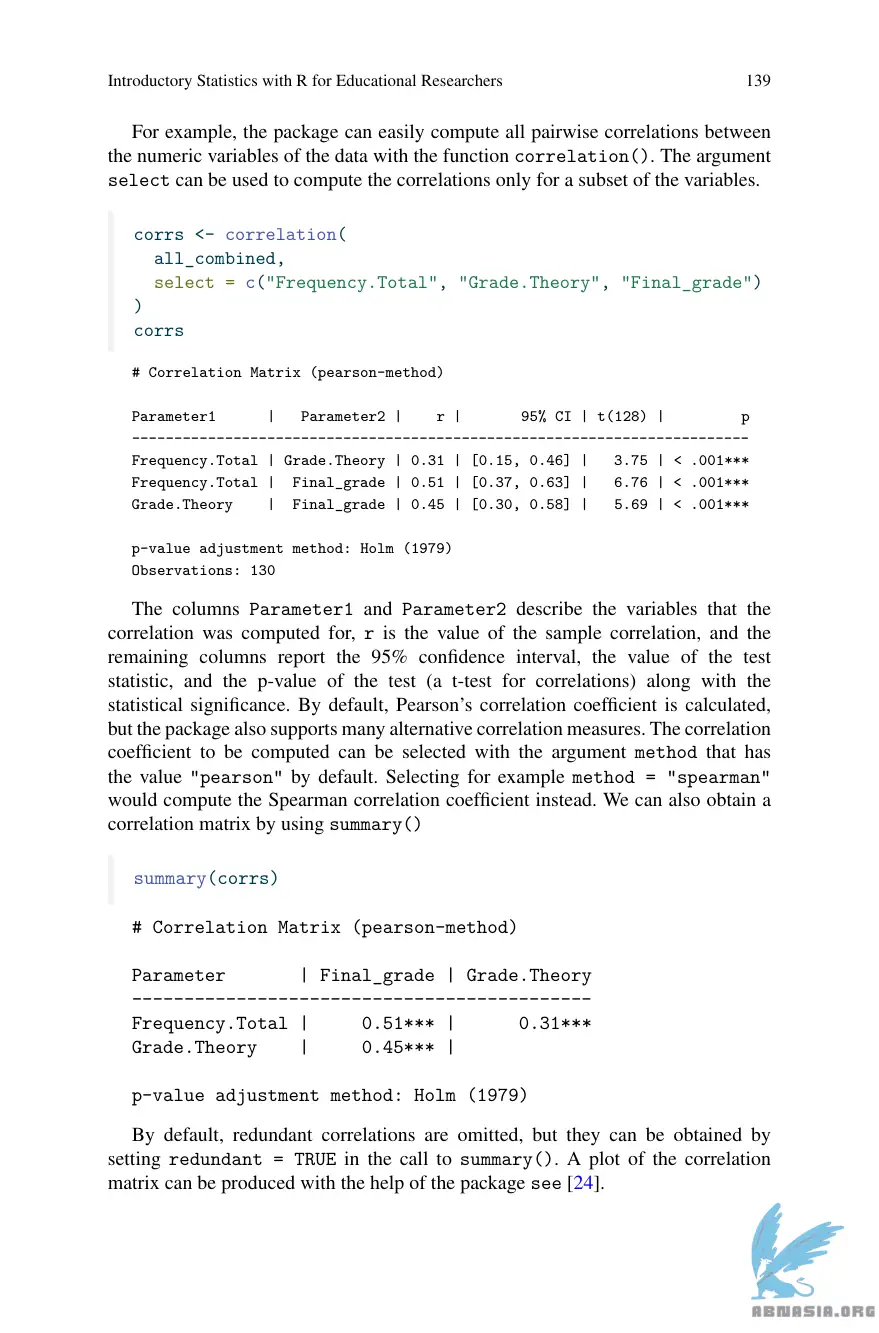 Introductory Statistics with R for Educational Researchers 139
For example, the package can easily compute all pairwise correlations between
the numeric variables of the data with the function correlation(). The argument
select can be used to compute the correlations only for a subset of the variables.
corrs <- correlation(
  all_combined,
  select = c("Frequency.Total", "Grade.Theory", "Final_grade")
)
corrs
# Correlation Matrix (pearson-method)
Parameter1      |   Parameter2 |    r |       95% CI | t(128) |         p
-------------------------------------------------------------------------
Frequency.Total | Grade.Theory | 0.31 | [0.15, 0.46] |   3.75 | < .001***
Frequency.Total |  Final_grade | 0.51 | [0.37, 0.63] |   6.76 | < .001***
Grade.Theory    |  Final_grade | 0.45 | [0.30, 0.58] |   5.69 | < .001***
p-value adjustment method: Holm (1979)
Observations: 130
The columns Parameter1 and Parameter2 describe the variables that the
correlation was computed for, r is the value of the sample correlation, and the
remaining columns report the 95% confidence interval, the value of the test
statistic, and the p-value of the test (a t-test for correlations) along with the
statistical significance. By default, Pearson's correlation coefficient is calculated,
but the package also supports many alternative correlation measures. The correlation
coefficient to be computed can be selected with the argument method that has
the value "pearson" by default. Selecting for example method = "spearman"
would compute the Spearman correlation coefficient instead. We can also obtain a
correlation matrix by using summary()
summary(corrs)
# Correlation Matrix (pearson-method)
Parameter       | Final_grade | Grade.Theory
--------------------------------------------
Frequency.Total |     0.51*** |      0.31***
Grade.Theory    |     0.45*** |
p-value adjustment method: Holm (1979)
By default, redundant correlations are omitted, but they can be obtained by
setting redundant = TRUE in the call to summary(). A plot of the correlation
matrix can be produced with the help of the package see [24].
ABNASIA.ORG